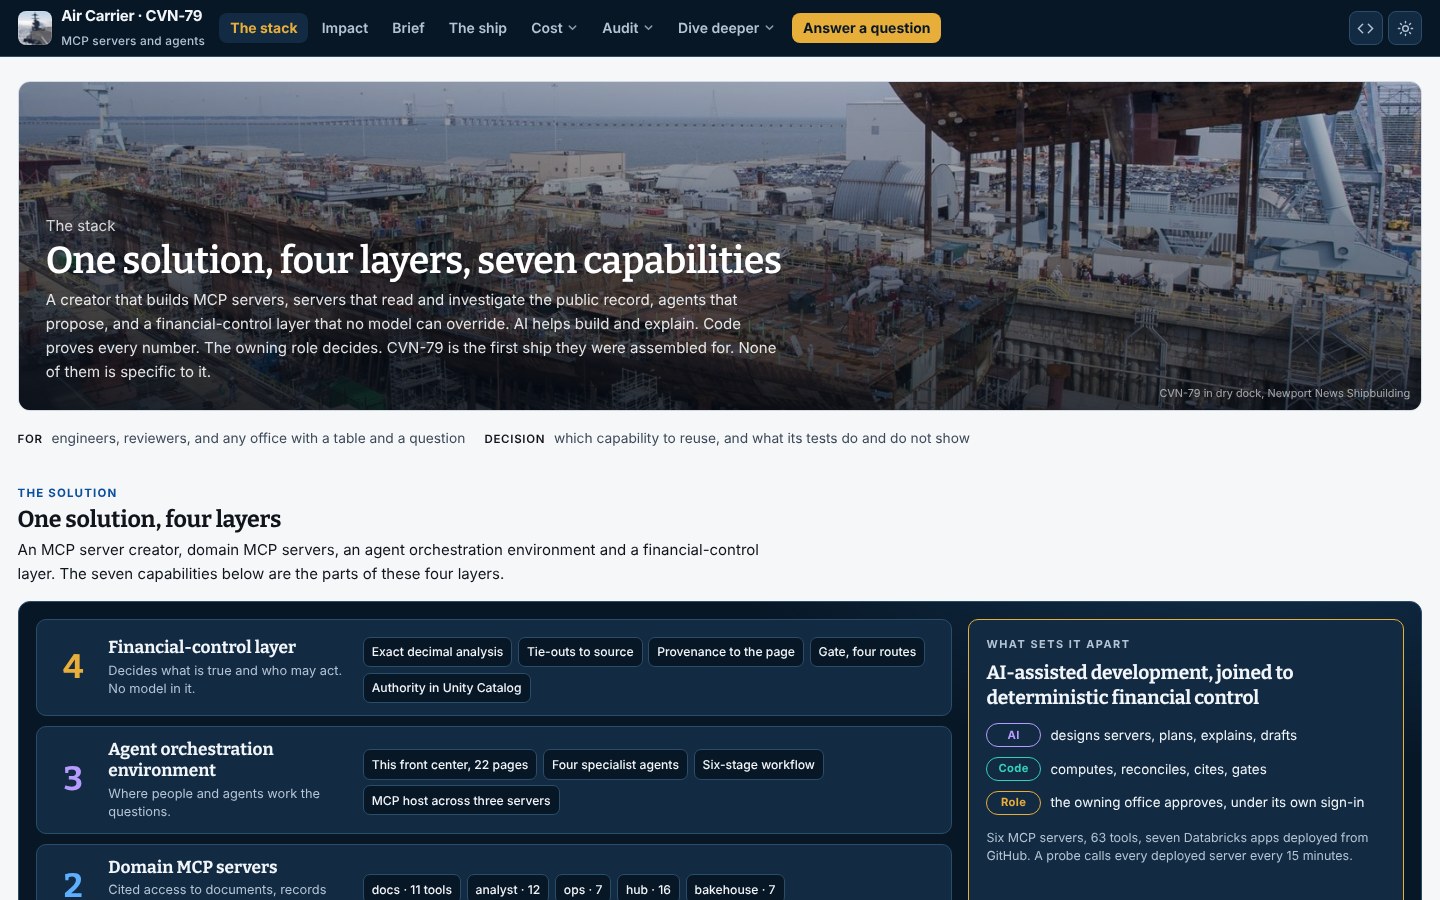 Air Carrier · CVN-79
MCP servers and agents
The stack
Impact
Brief
The ship
Cost
Audit
Dive deeper
Answer a question
The stack
One solution, four layers, seven capabilities
A creator that builds MCP servers, servers that read and investigate the public record, agents that
propose, and a financial-control layer that no model can override. AI helps build and explain. Code
proves every number. The owning role decides. CVN-79 is the first ship they were assembled for. None
of them is specific to it.
CVN-79 in dry dock, Newport News Shipbuilding
FOR engineers, reviewers, and any office with a table and a question DECISION which capability to reuse, and what its tests do and do not show
THE SOLUTION
One solution, four layers
An MCP server creator, domain MCP servers, an agent orchestration environment and a financial-control
layer. The seven capabilities below are the parts of these four layers.
4
Financial-control layer
Decides what is true and who may act.
No model in it.
Exact decimal analysis
Tie-outs to source
Provenance to the page
Gate, four routes
Authority in Unity Catalog
3
Agent orchestration
environment
Where people and agents work the
questions.
This front center, 22 pages
Four specialist agents
Six-stage workflow
MCP host across three servers
2
Domain MCP servers
Cited access to documents, records
docs · 11 tools
analyst · 12
ops · 7
hub · 16
bakehouse · 7
WHAT SETS IT APART
AI-assisted development, joined to
deterministic financial control
AI designs servers, plans, explains, drafts
Code computes, reconciles, cites, gates
Role the owning office approves, under its own sign-in
Six MCP servers, 63 tools, seven Databricks apps deployed from
GitHub. A probe calls every deployed server every 15 minutes.